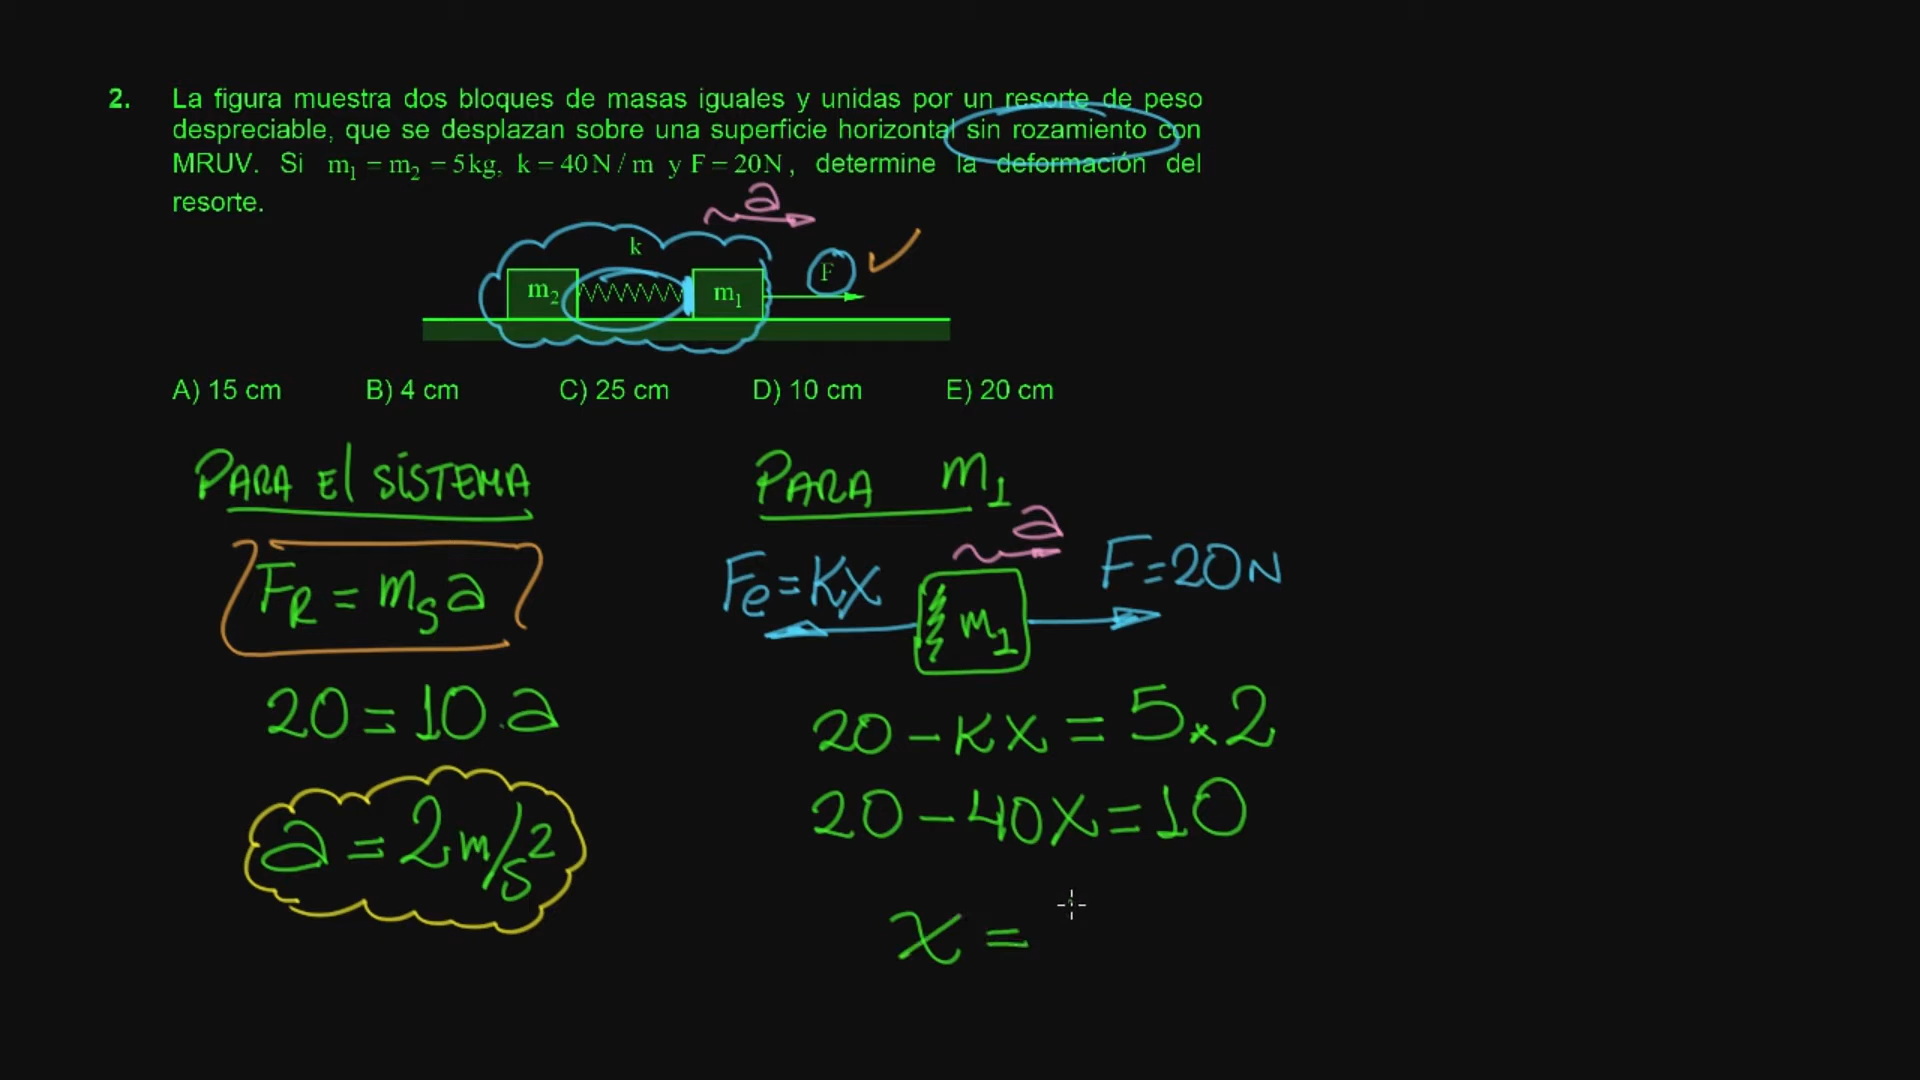 2. La figura muestra dos bloques de masas iguales y unidas por un resorte de peso
despreciable, que se desplazan sobre una superficie horizontal sin rozamiento con
MRUV. Si m₁ = m₂ = 5kg, k = 40N/m y F = 20N, determine la deformación del
resorte.
a
k
F
m₂
m₁
A) 15 cm B) 4 cm C) 25 cm D) 10 cm E) 20 cm
PARA El SISTEMA
PARA m₁
a
Fe=KX
m₁
F=20N
FR = msa
20=10.a
20-KX = 5×2
20-40X=10
a = 2m/s²
x =